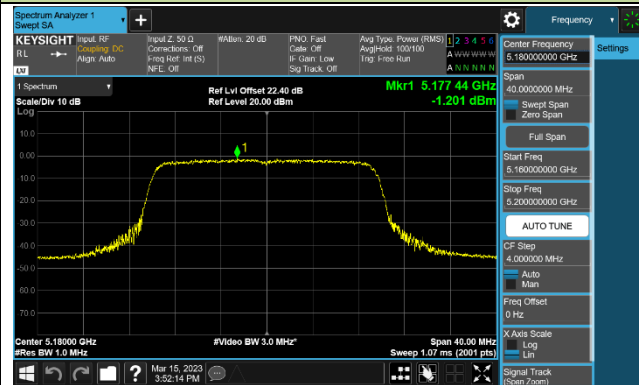 Spectrum Analyzer 1
Swept SA
Frequency
KEYSIGHT
RL
LXI
Input: RF
Coupling: DC
Align: Auto
Input Z: 50 Ω
Corrections: Off
Freq Ref: Int (S)
NFE: Off
#Atten: 20 dB
PNO: Fast
Gate: Off
IF Gain: Low
Sig Track: Off
Avg Type: Power (RMS)
Avg|Hold: 100/100
Trig: Free Run
1 2 3 4 5 6
A W W W W W
A N N N N N
1 Spectrum
Scale/Div 10 dB
Ref Lvl Offset 22.40 dB
Ref Level 20.00 dBm
Mkr1 5.177 44 GHz
-1.201 dBm
Log
10.0
0.00
-10.0
-20.0
-30.0
-40.0
-50.0
-60.0
-70.0
1
Center 5.18000 GHz
#Res BW 1.0 MHz
#Video BW 3.0 MHz*
Span 40.00 MHz
Sweep 1.07 ms (2001 pts)
Mar 15, 2023
3:52:14 PM
Center Frequency
5.180000000 GHz
Settings
Span
40.0000000 MHz
Swept Span
Zero Span
Full Span
Start Freq
5.160000000 GHz
Stop Freq
5.200000000 GHz
AUTO TUNE
CF Step
4.000000 MHz
Auto
Man
Freq Offset
0 Hz
X Axis Scale
Log
Lin
Signal Track
(Span Zoom)